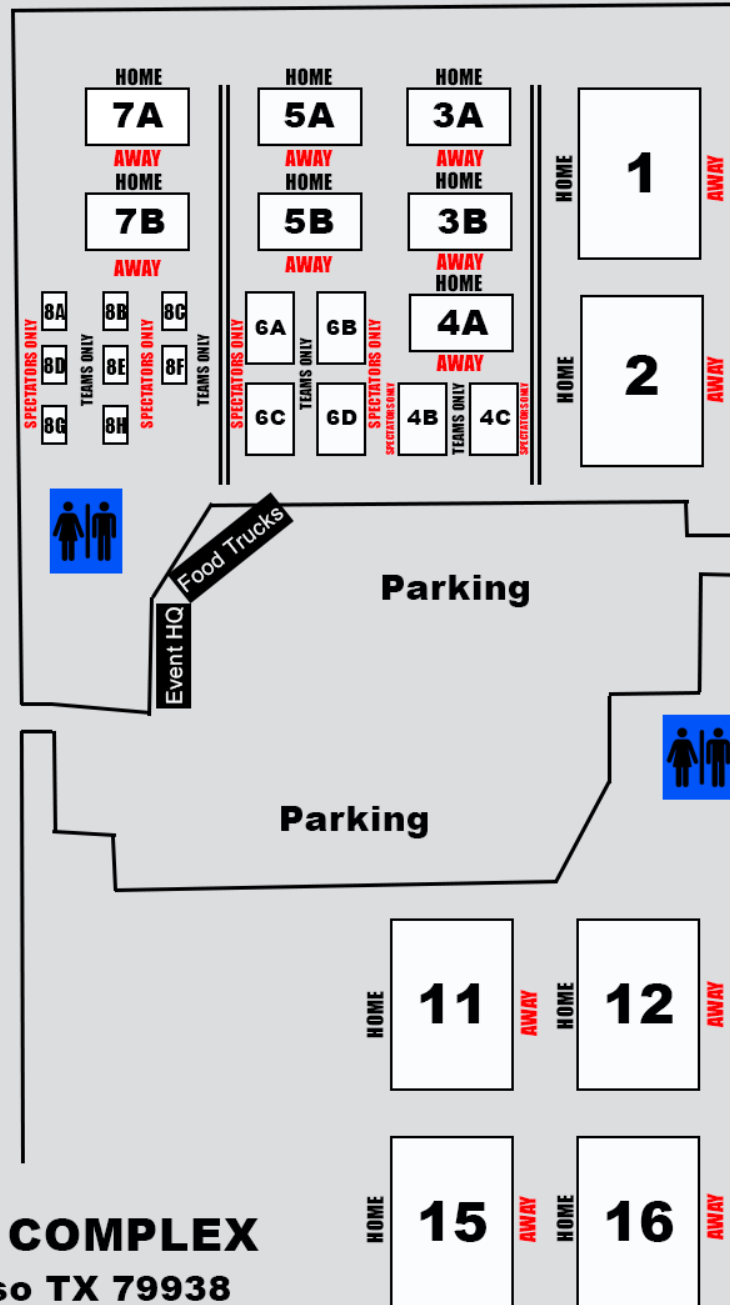 HOME
7A
AWAY
HOME
7B
AWAY
HOME
5A
AWAY
HOME
5B
AWAY
HOME
3A
AWAY
HOME
3B
AWAY
HOME
4A
AWAY
HOME
1
AWAY
HOME
2
AWAY
SPECTATORS ONLY
8A
8D
8G
TEAMS ONLY
8B
8E
8H
SPECTATORS ONLY
8C
8F
TEAMS ONLY
SPECTATORS ONLY
6A
6C
TEAMS ONLY
6B
6D
SPECTATORS ONLY
SPECTATORS ONLY
4B
TEAMS ONLY
4C
SPECTATORS ONLY
Food Trucks
Event HQ
Parking
Parking
HOME
11
AWAY
HOME
12
AWAY
HOME
15
AWAY
HOME
16
AWAY
COMPLEX
so TX 79938